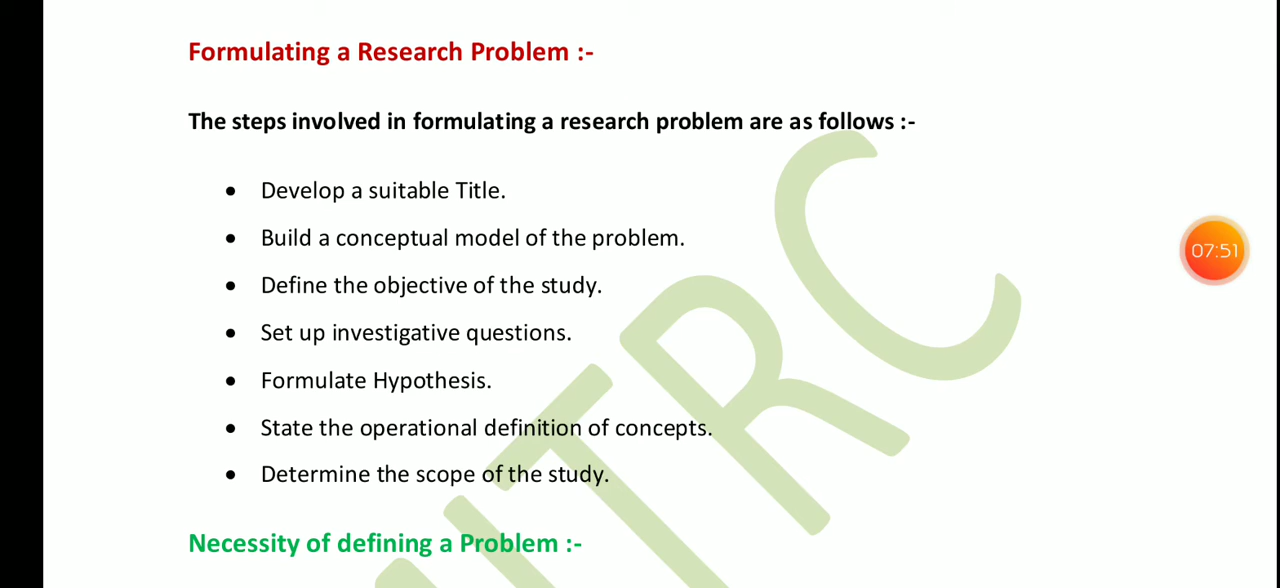 Formulating a Research Problem :-
The steps involved in formulating a research problem are as follows :-
• Develop a suitable Title.
• Build a conceptual model of the problem.
• Define the objective of the study.
• Set up investigative questions.
• Formulate Hypothesis.
• State the operational definition of concepts.
• Determine the scope of the study.
Necessity of defining a Problem :-
07:51
TRC